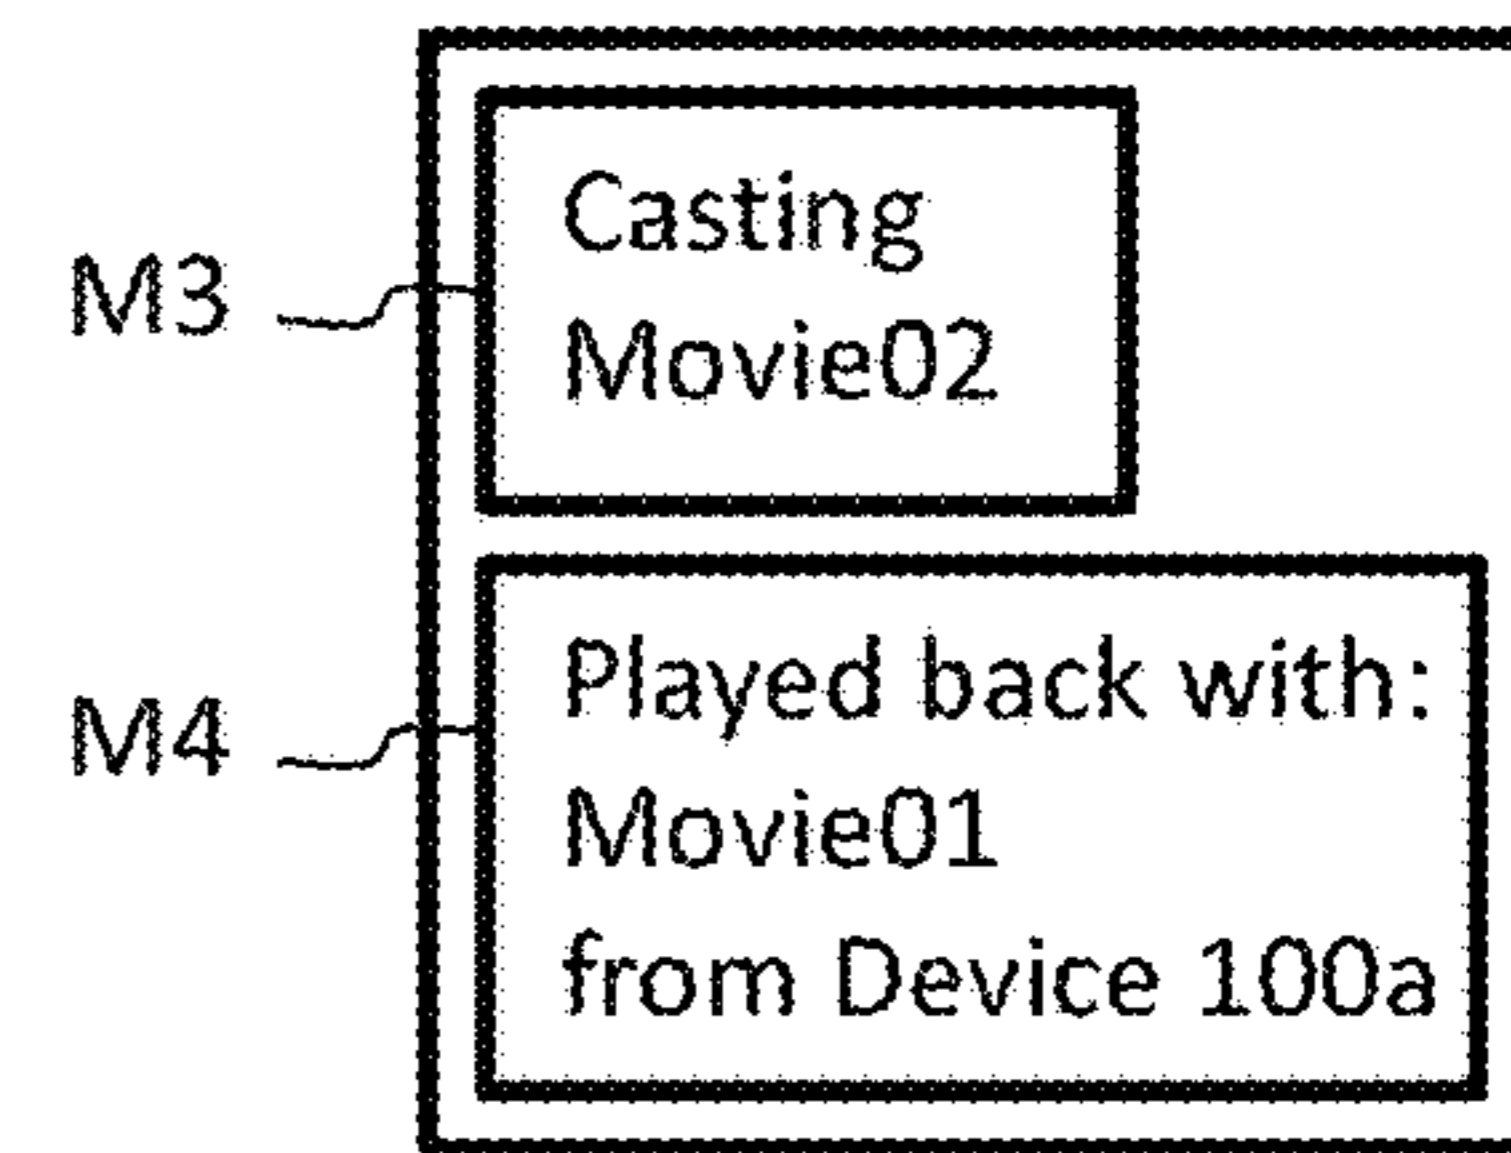 M3
Casting
Movie02
M4
Played back with:
Movie01
from Device 100a